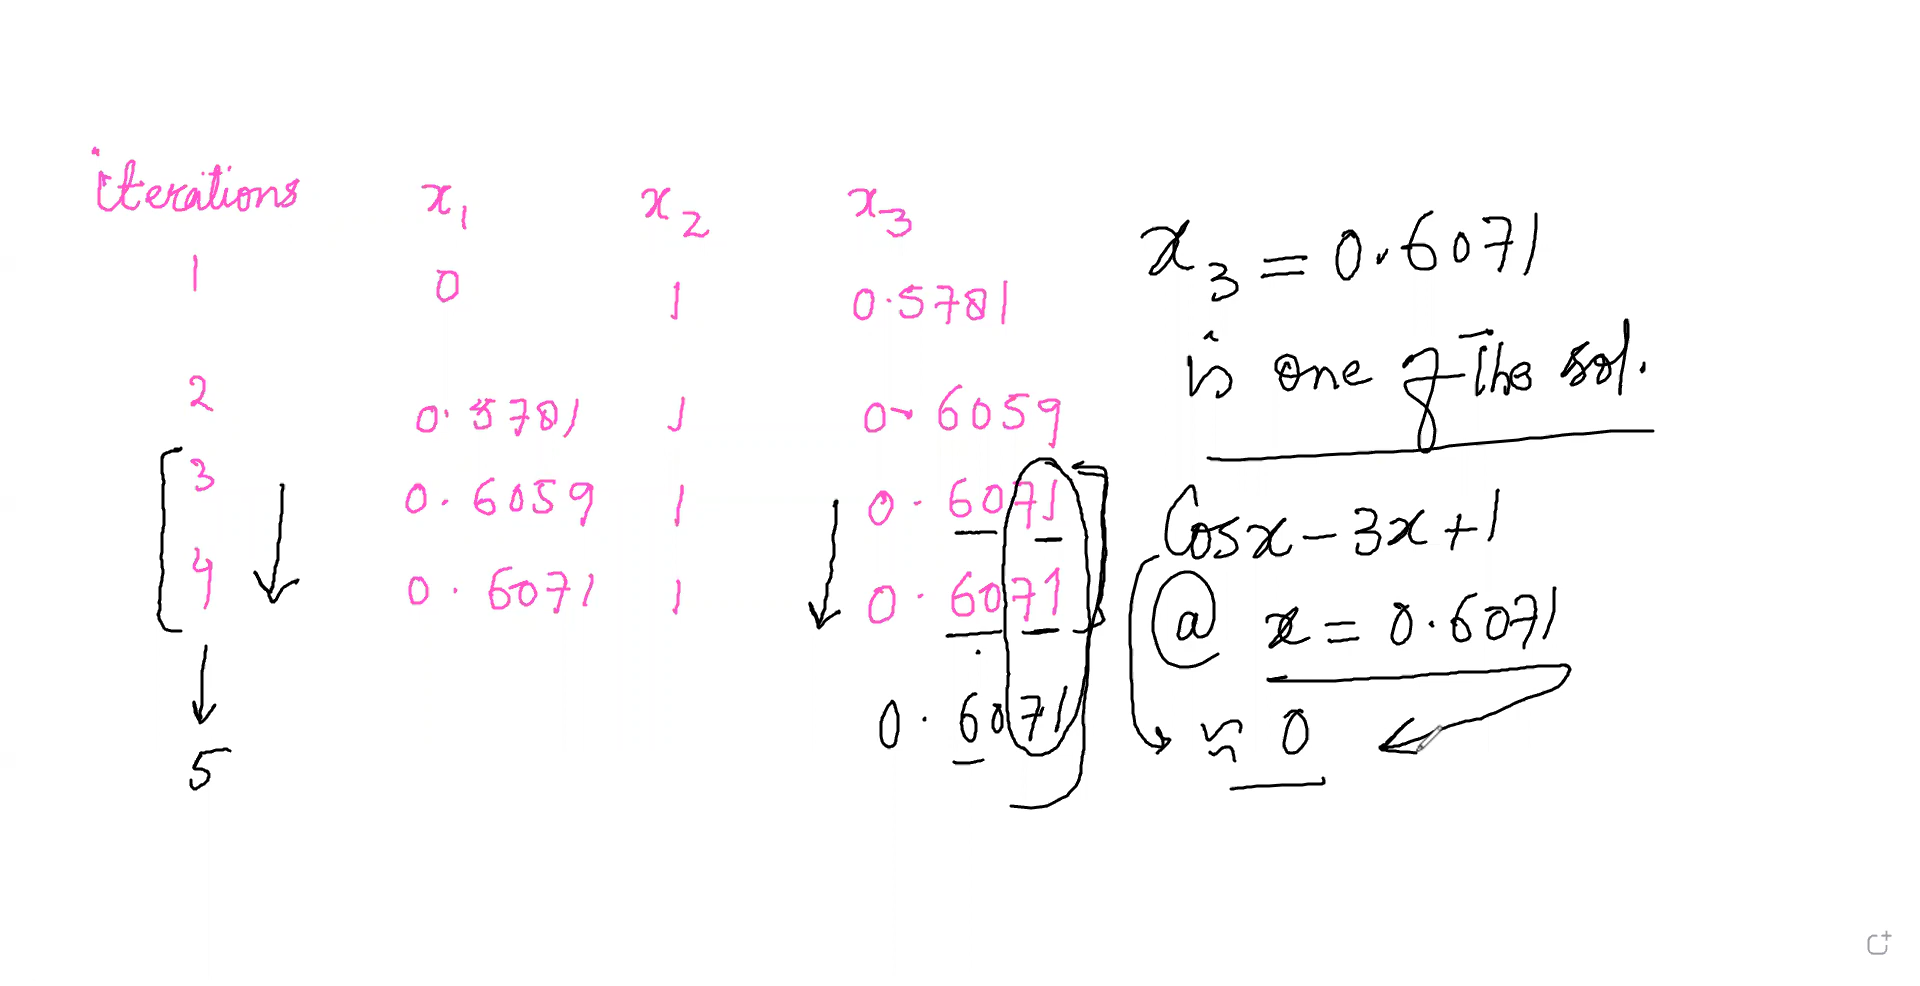 iterations x₁ x₂ x₃
1 0 1 0.5781
2 0.5781 1 0.6059
3 0.6059 1 0.6071
4 0.6071 1 0.6071
5 0.6071
x₃ = 0.6071
is one of the sol.
Cosx - 3x + 1
@ x = 0.6071
≈ 0